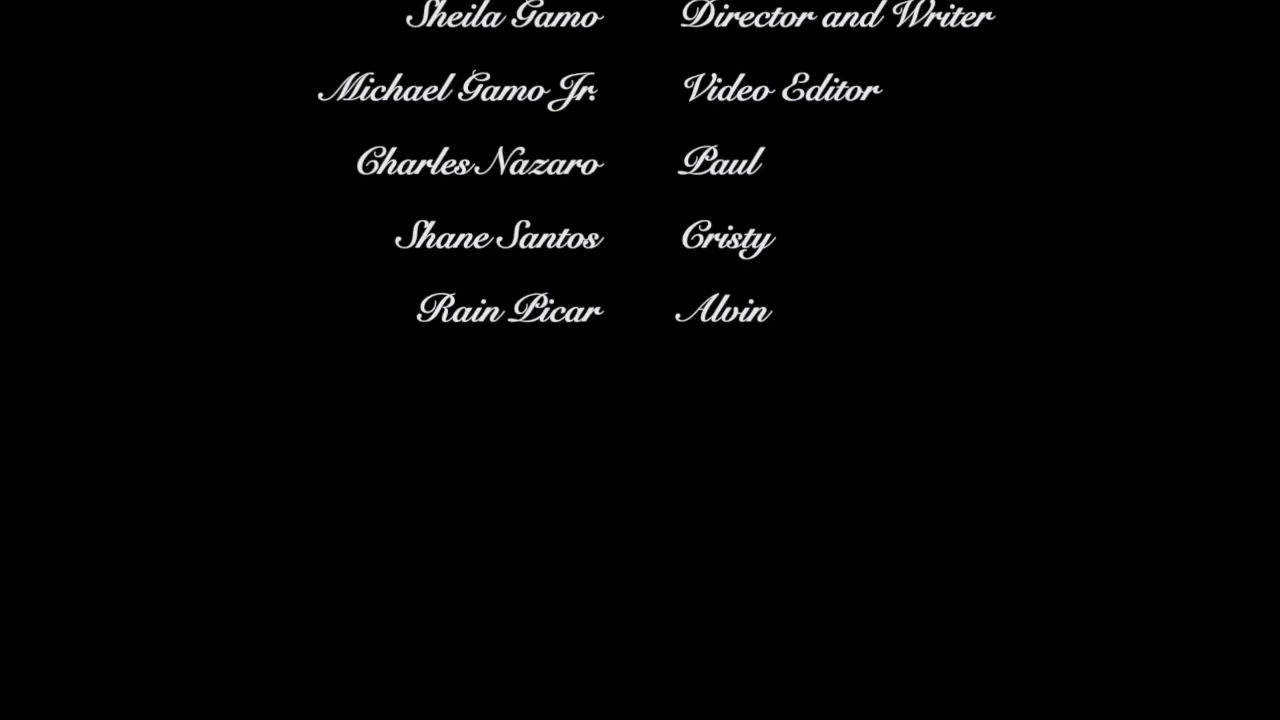 Sheila Gamo Director and Writer
Michael Gamo Jr. Video Editor
Charles Nazaro Paul
Shane Santos Cristy
Rain Picar Alvin